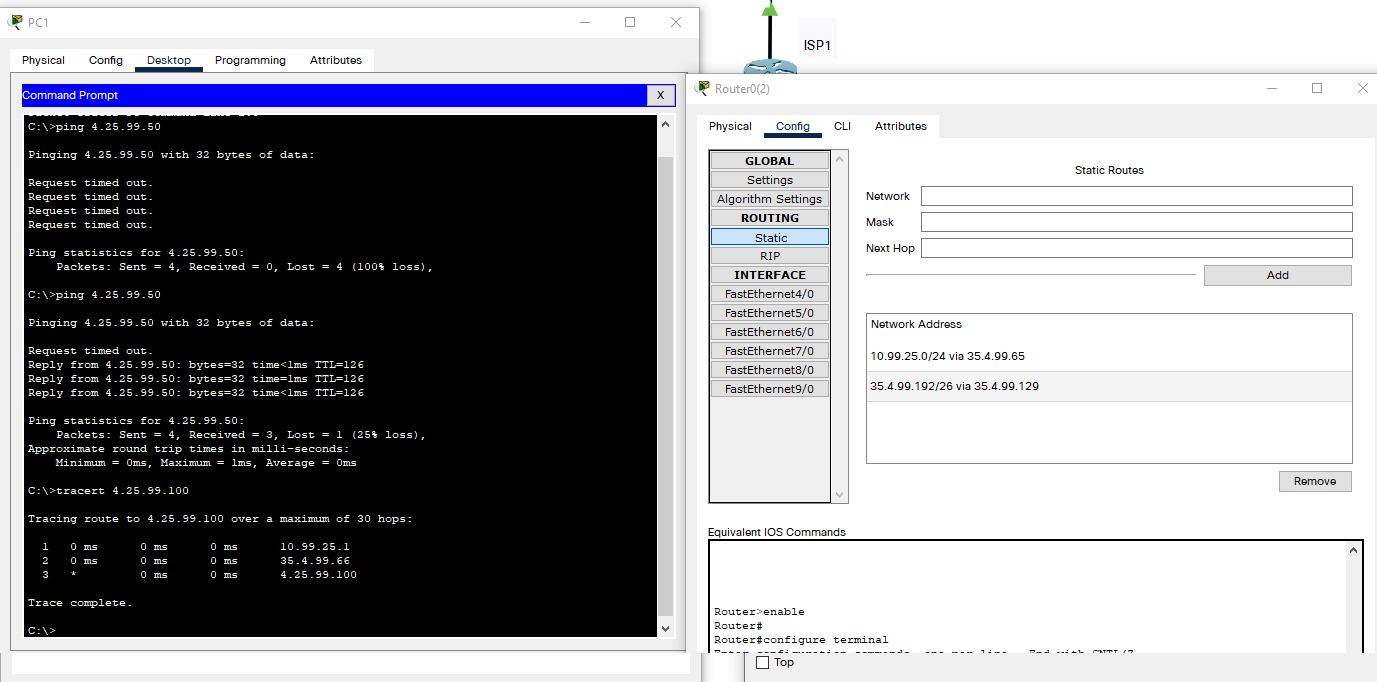 PC1
Physical Config Desktop Programming Attributes
Command Prompt
X
C:\>ping 4.25.99.50
Pinging 4.25.99.50 with 32 bytes of data:
Request timed out.
Request timed out.
Request timed out.
Request timed out.
Ping statistics for 4.25.99.50:
Packets: Sent = 4, Received = 0, Lost = 4 (100% loss),
C:\>ping 4.25.99.50
Pinging 4.25.99.50 with 32 bytes of data:
Request timed out.
Reply from 4.25.99.50: bytes=32 time<1ms TTL=126
Reply from 4.25.99.50: bytes=32 time<1ms TTL=126
Reply from 4.25.99.50: bytes=32 time<1ms TTL=126
Ping statistics for 4.25.99.50:
Packets: Sent = 4, Received = 3, Lost = 1 (25% loss),
Approximate round trip times in milli-seconds:
Minimum = 0ms, Maximum = 1ms, Average = 0ms
C:\>tracert 4.25.99.100
Tracing route to 4.25.99.100 over a maximum of 30 hops:
1 0 ms 0 ms 0 ms 10.99.25.1
2 0 ms 0 ms 0 ms 35.4.99.66
3 * 0 ms 0 ms 4.25.99.100
Trace complete.
C:\>
ISP1
Router0(2)
Physical Config CLI Attributes
GLOBAL
Settings
Algorithm Settings
ROUTING
Static
RIP
INTERFACE
FastEthernet4/0
FastEthernet5/0
FastEthernet6/0
FastEthernet7/0
FastEthernet8/0
FastEthernet9/0
Static Routes
Network
Mask
Next Hop
Add
Network Address
10.99.25.0/24 via 35.4.99.65
35.4.99.192/26 via 35.4.99.129
Remove
Equivalent IOS Commands
Router>enable
Router#
Router#configure terminal
Enter configuration commands, one per line. End with CNTL/Z.
Top